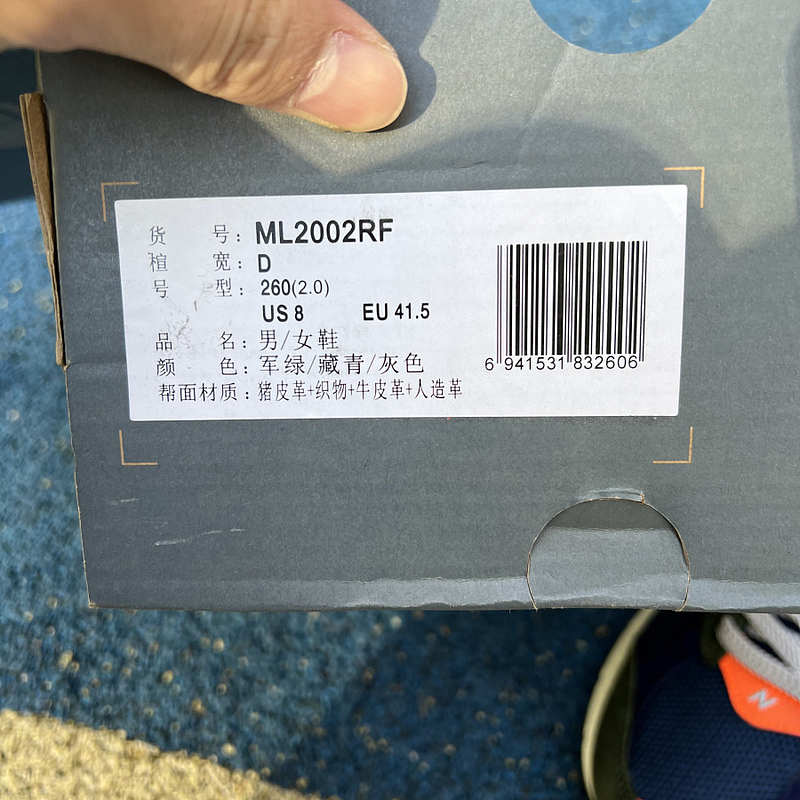 货 号：ML2002RF
楦 宽：D
号 型：260(2.0)
US 8 EU 41.5
品 名：男/女鞋
颜 色：军绿/藏青/灰色
帮面材质：猪皮革+织物+牛皮革+人造革
6 941531 832606
N